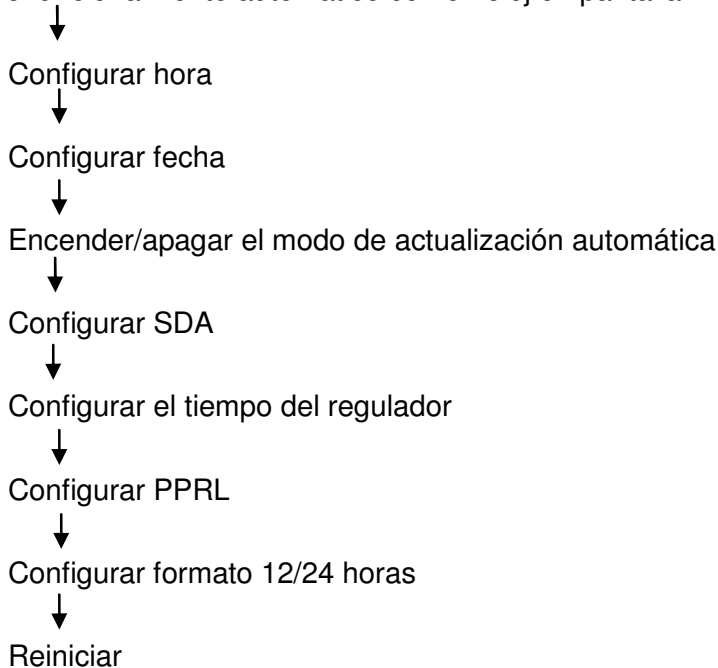 Configurar hora
Configurar fecha
Encender/apagar el modo de actualización automática
Configurar SDA
Configurar el tiempo del regulador
Configurar PPRL
Configurar formato 12/24 horas
Reiniciar